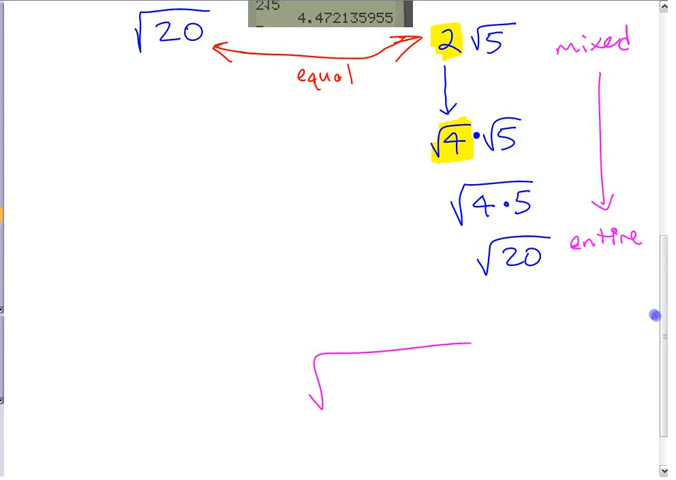 2√5
4.472135955
√20
2 √5
mixed
equal
√4 • √5
√4 • 5
√20
entire
√